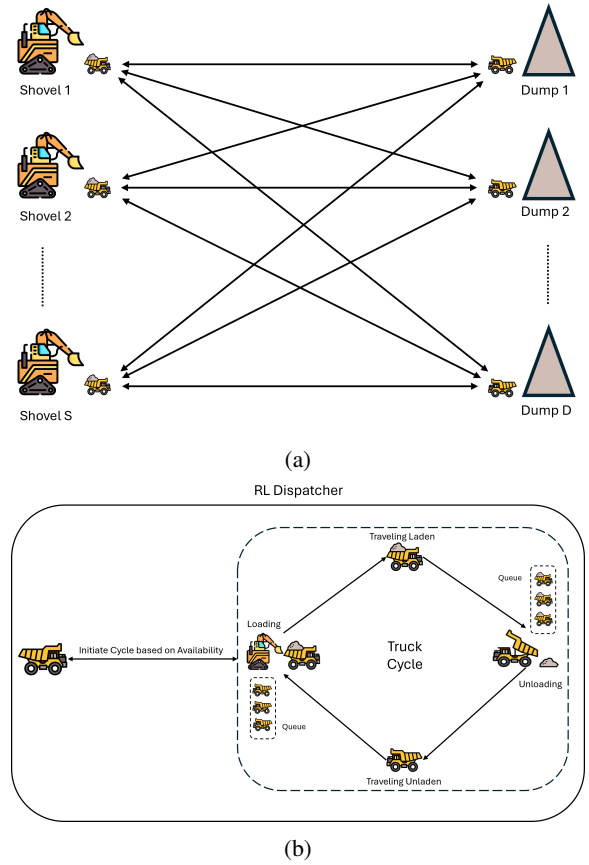 Shovel 1
Dump 1
Shovel 2
Dump 2
Shovel S
Dump D
(a)
RL Dispatcher
Traveling Laden
Queue
Loading
Initiate Cycle based on Availability
Truck
Cycle
Unloading
Queue
Traveling Unladen
(b)